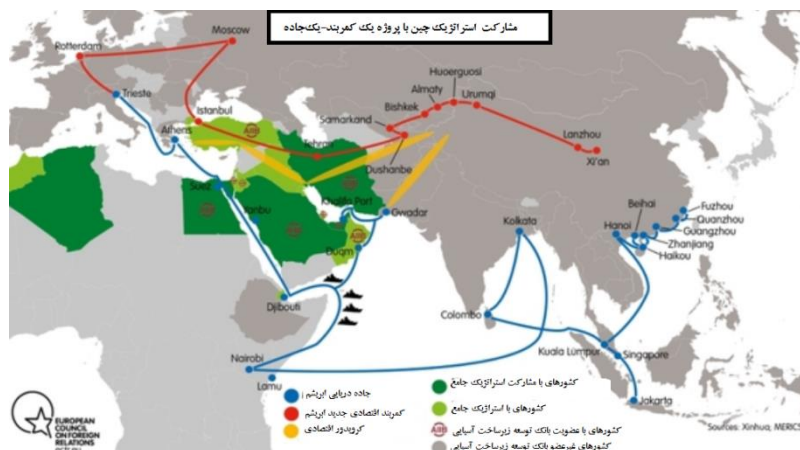 مشارکت استراتژیک چین با پروژه یک کمربند-یک‌جاده
Moscow
Rotterdam
Trieste
Huoerguosi
Almaty
Urumqi
Bishkek
Istanbul
Samarkand
Athens
Lanzhou
Tehran
Xi'an
Dushanbe
Suez
Khalifa Port
Beihai
Fuzhou
Yanbu
Gwadar
Kolkata
Hanoi
Quanzhou
Guangzhou
Zhanjiang
Duqm
Haikou
Djibouti
Colombo
Kuala Lumpur
Singapore
Nairobi
Lamu
Jakarta
AIIB
جاده دریایی ابریشم
کمربند اقتصادی جدید ابریشم
کریدور اقتصادی
کشورهای با مشارکت استراتژیک جامع
کشورهای با استراتژیک جامع
کشورهای با عضویت بانک توسعه زیرساخت آسیایی
کشورهای غیرعضو بانک توسعه زیرساخت آسیایی
EUROPEAN
COUNCIL
ON FOREIGN
RELATIONS
Sources: Xinhua, MERICS